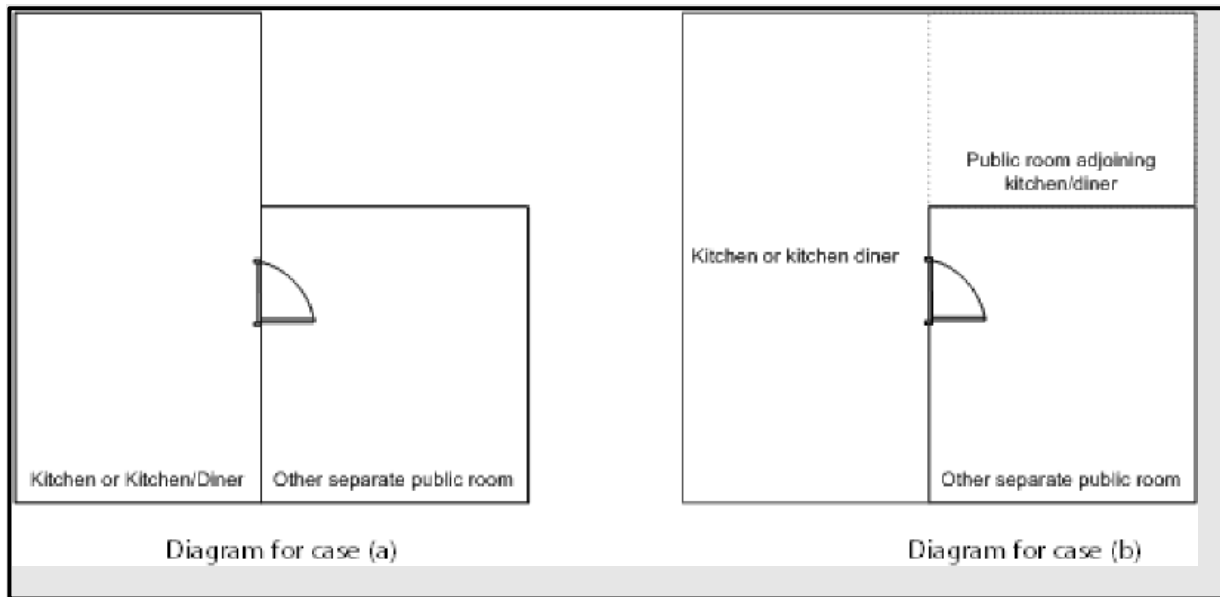 Kitchen or Kitchen/Diner
Other separate public room
Diagram for case (a)
Public room adjoining
kitchen/diner
Kitchen or kitchen diner
Other separate public room
Diagram for case (b)